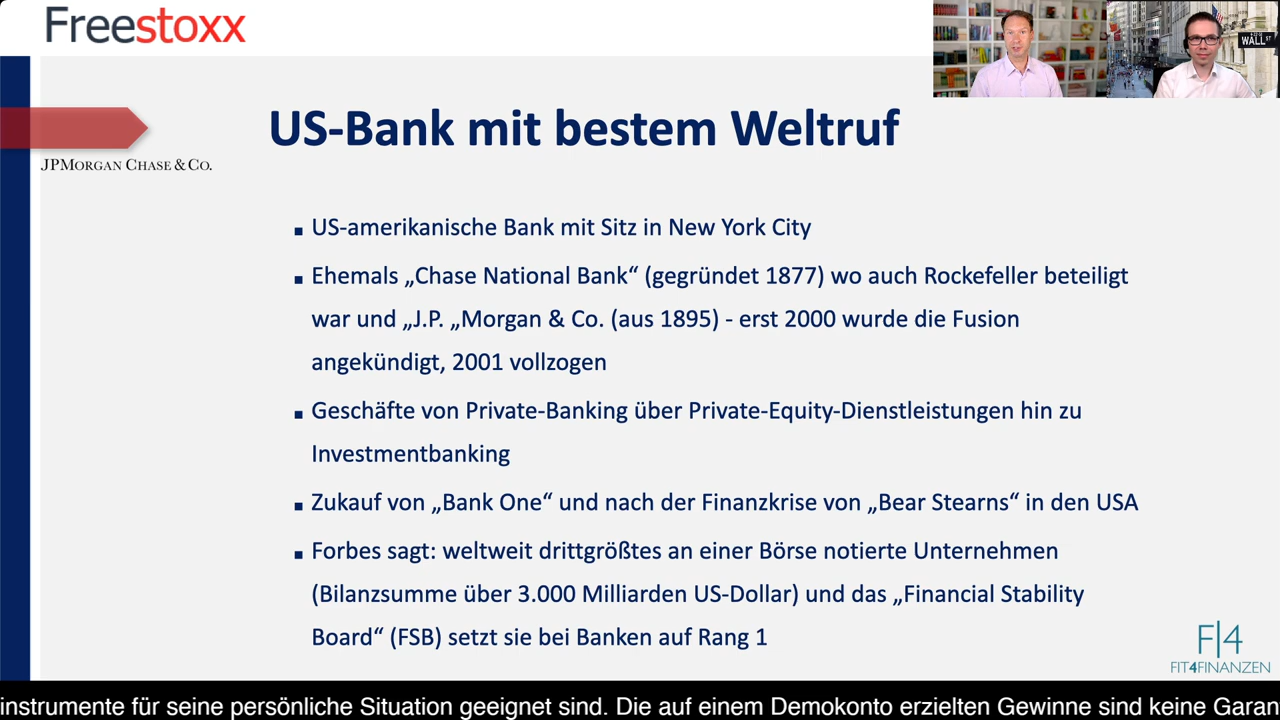 Freestoxx
WALL ST
US-Bank mit bestem Weltruf
JPMORGAN CHASE & CO.
▪ US-amerikanische Bank mit Sitz in New York City
▪ Ehemals „Chase National Bank“ (gegründet 1877) wo auch Rockefeller beteiligt
war und „J.P. „Morgan & Co. (aus 1895) - erst 2000 wurde die Fusion
angekündigt, 2001 vollzogen
▪ Geschäfte von Private-Banking über Private-Equity-Dienstleistungen hin zu
Investmentbanking
▪ Zukauf von „Bank One“ und nach der Finanzkrise von „Bear Stearns“ in den USA
▪ Forbes sagt: weltweit drittgrößtes an einer Börse notierte Unternehmen
(Bilanzsumme über 3.000 Milliarden US-Dollar) und das „Financial Stability
Board“ (FSB) setzt sie bei Banken auf Rang 1
F|4
FIT4FINANZEN
instrumente für seine persönliche Situation geeignet sind. Die auf einem Demokonto erzielten Gewinne sind keine Garan